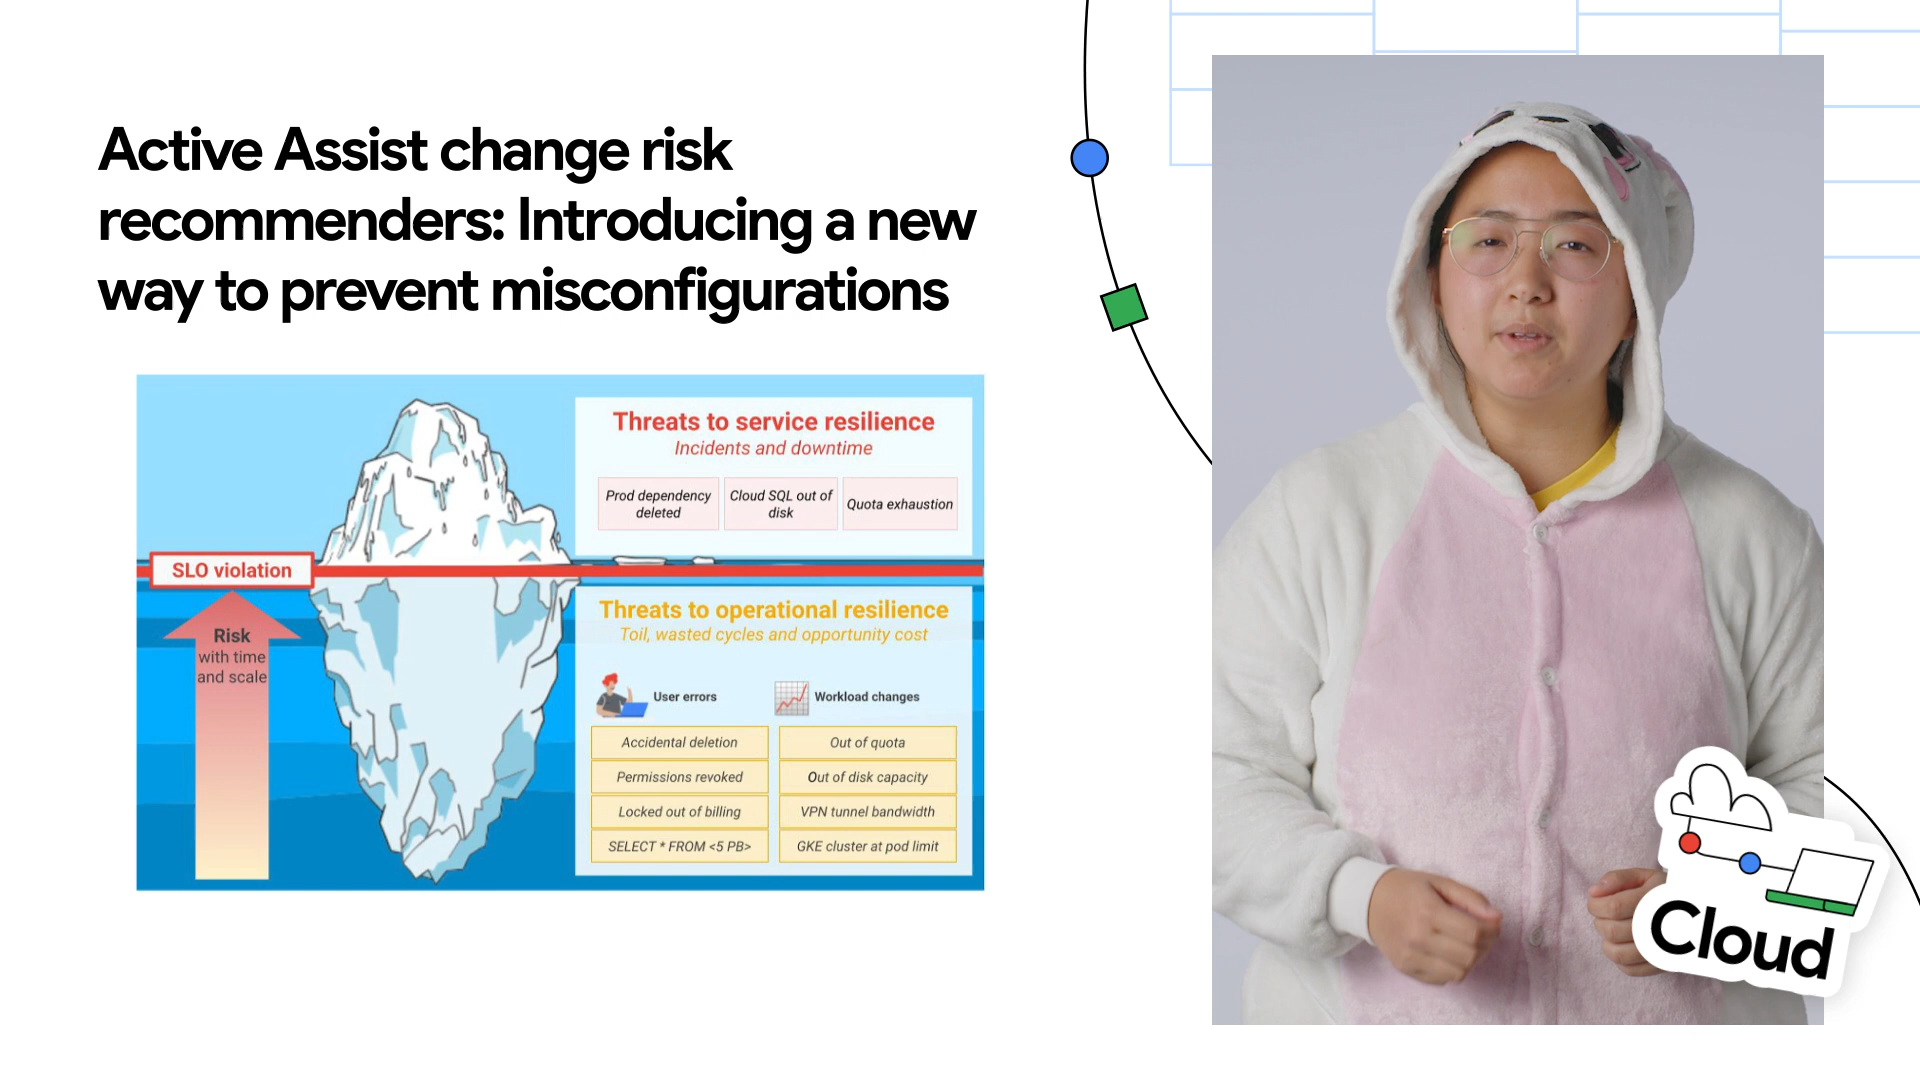 Active Assist change risk
recommenders: Introducing a new
way to prevent misconfigurations
Threats to service resilience
Incidents and downtime
Prod dependency
deleted
Cloud SQL out of
disk
Quota exhaustion
SLO violation
Risk
with time
and scale
Threats to operational resilience
Toil, wasted cycles and opportunity cost
User errors
Workload changes
Accidental deletion
Out of quota
Permissions revoked
Out of disk capacity
Locked out of billing
VPN tunnel bandwidth
SELECT * FROM <5 PB>
GKE cluster at pod limit
Cloud